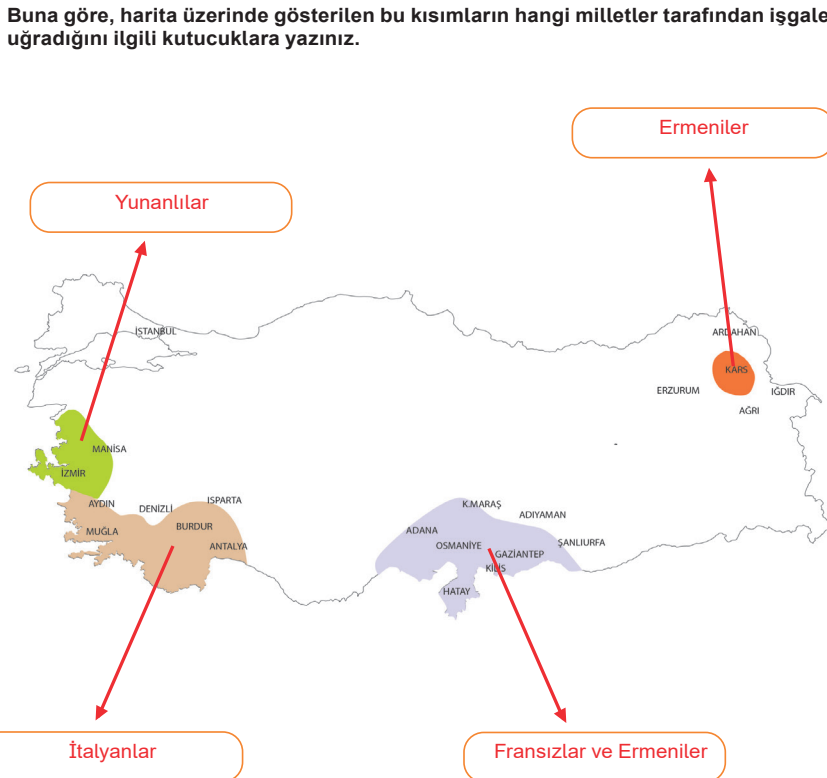 Buna göre, harita üzerinde gösterilen bu kısımların hangi milletler tarafından işgale
uğradığını ilgili kutucuklara yazınız.
Ermeniler
Yunanlılar
İSTANBUL
ARDAHAN
KARS
ERZURUM
IĞDIR
AĞRI
MANİSA
İZMİR
AYDIN
DENİZLİ
ISPARTA
MUĞLA
BURDUR
ANTALYA
K.MARAŞ
ADIYAMAN
ADANA
OSMANİYE
GAZİANTEP
ŞANLIURFA
KİLİS
HATAY
İtalyanlar
Fransızlar ve Ermeniler